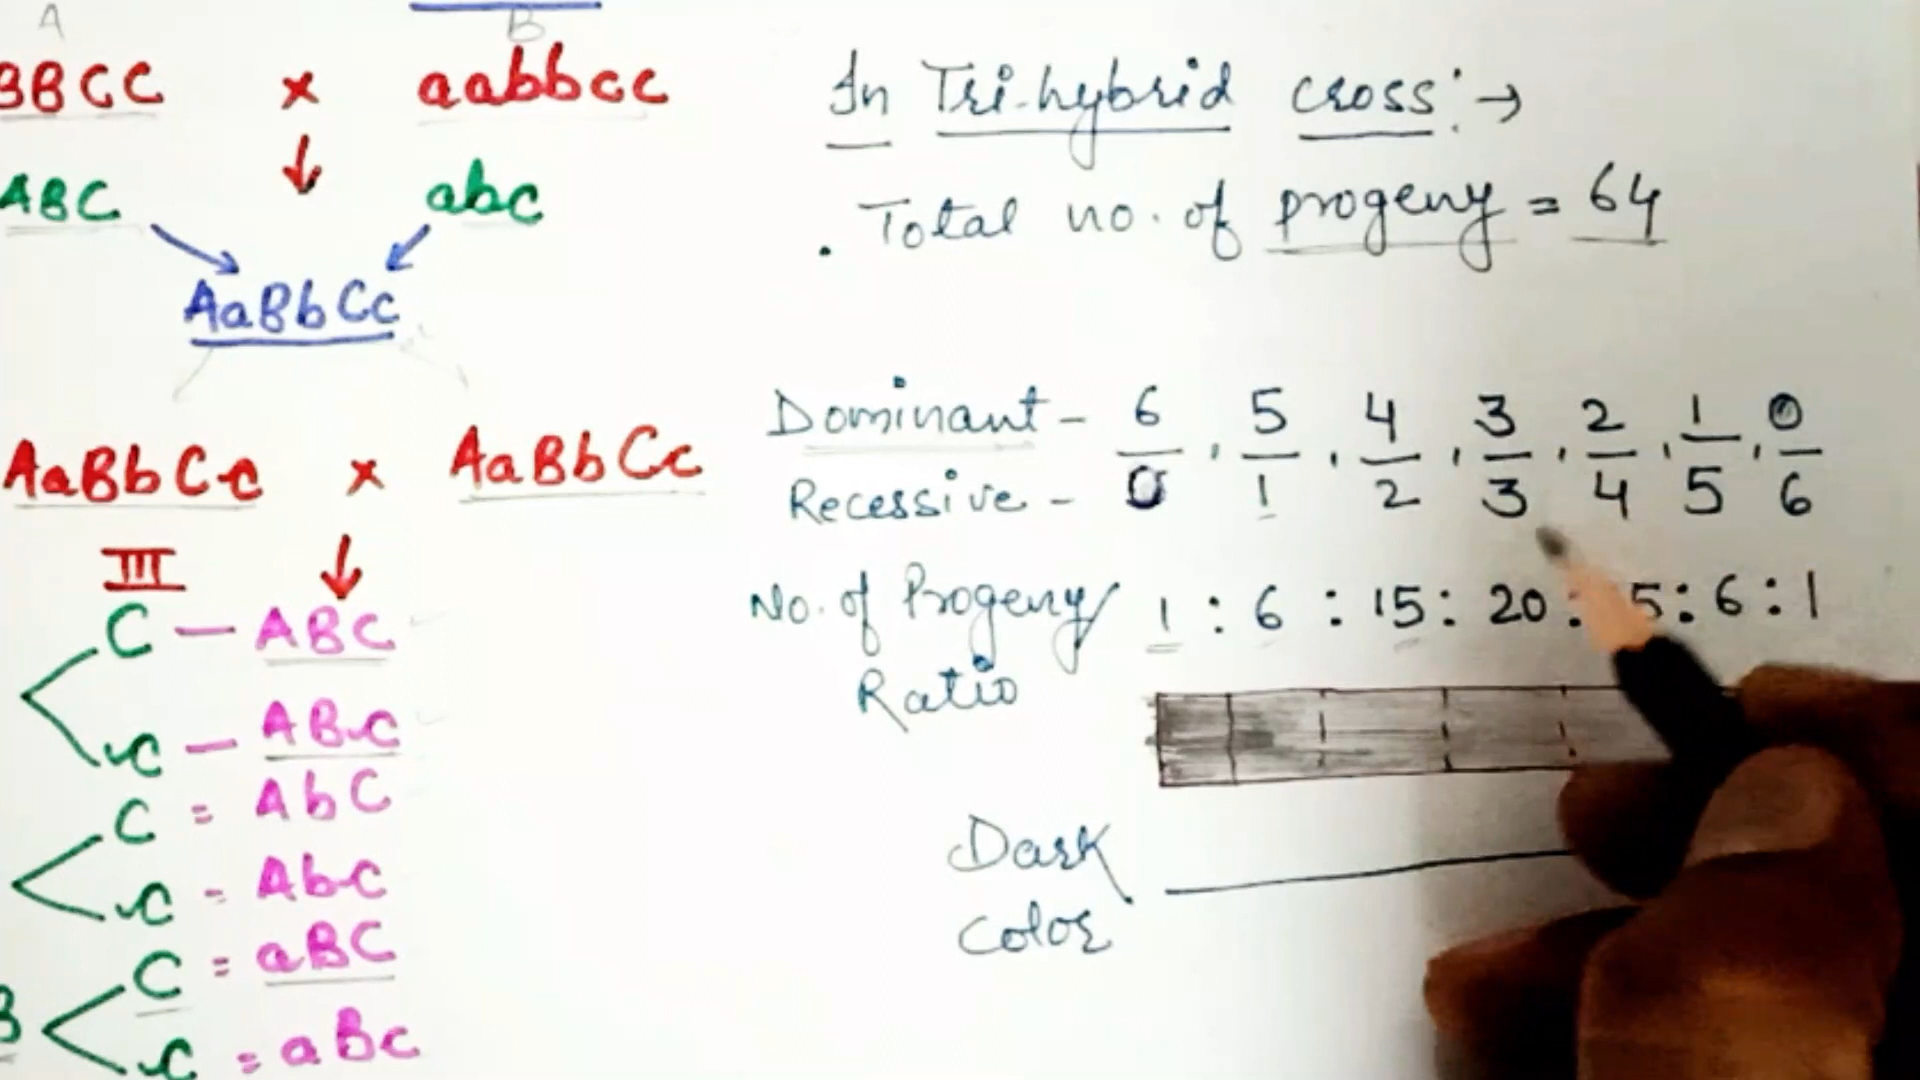 A
B
BBCC × aabbcc
↓
ABC abc
AaBbCc
AaBbCc × AaBbCc
III ↓
C — ABC
c — ABc
C = AbC
c - Abc
C = aBC
B
c = aBc
In Tri-hybrid cross :→
. Total no. of progeny = 64
Dominant - 6 , 5 , 4 , 3 , 2 , 1 , 0
Recessive - 0 1 2 3 4 5 6
No. of Progeny / 1 : 6 : 15 : 20 : 5 : 6 : 1
Ratio
Dark
color